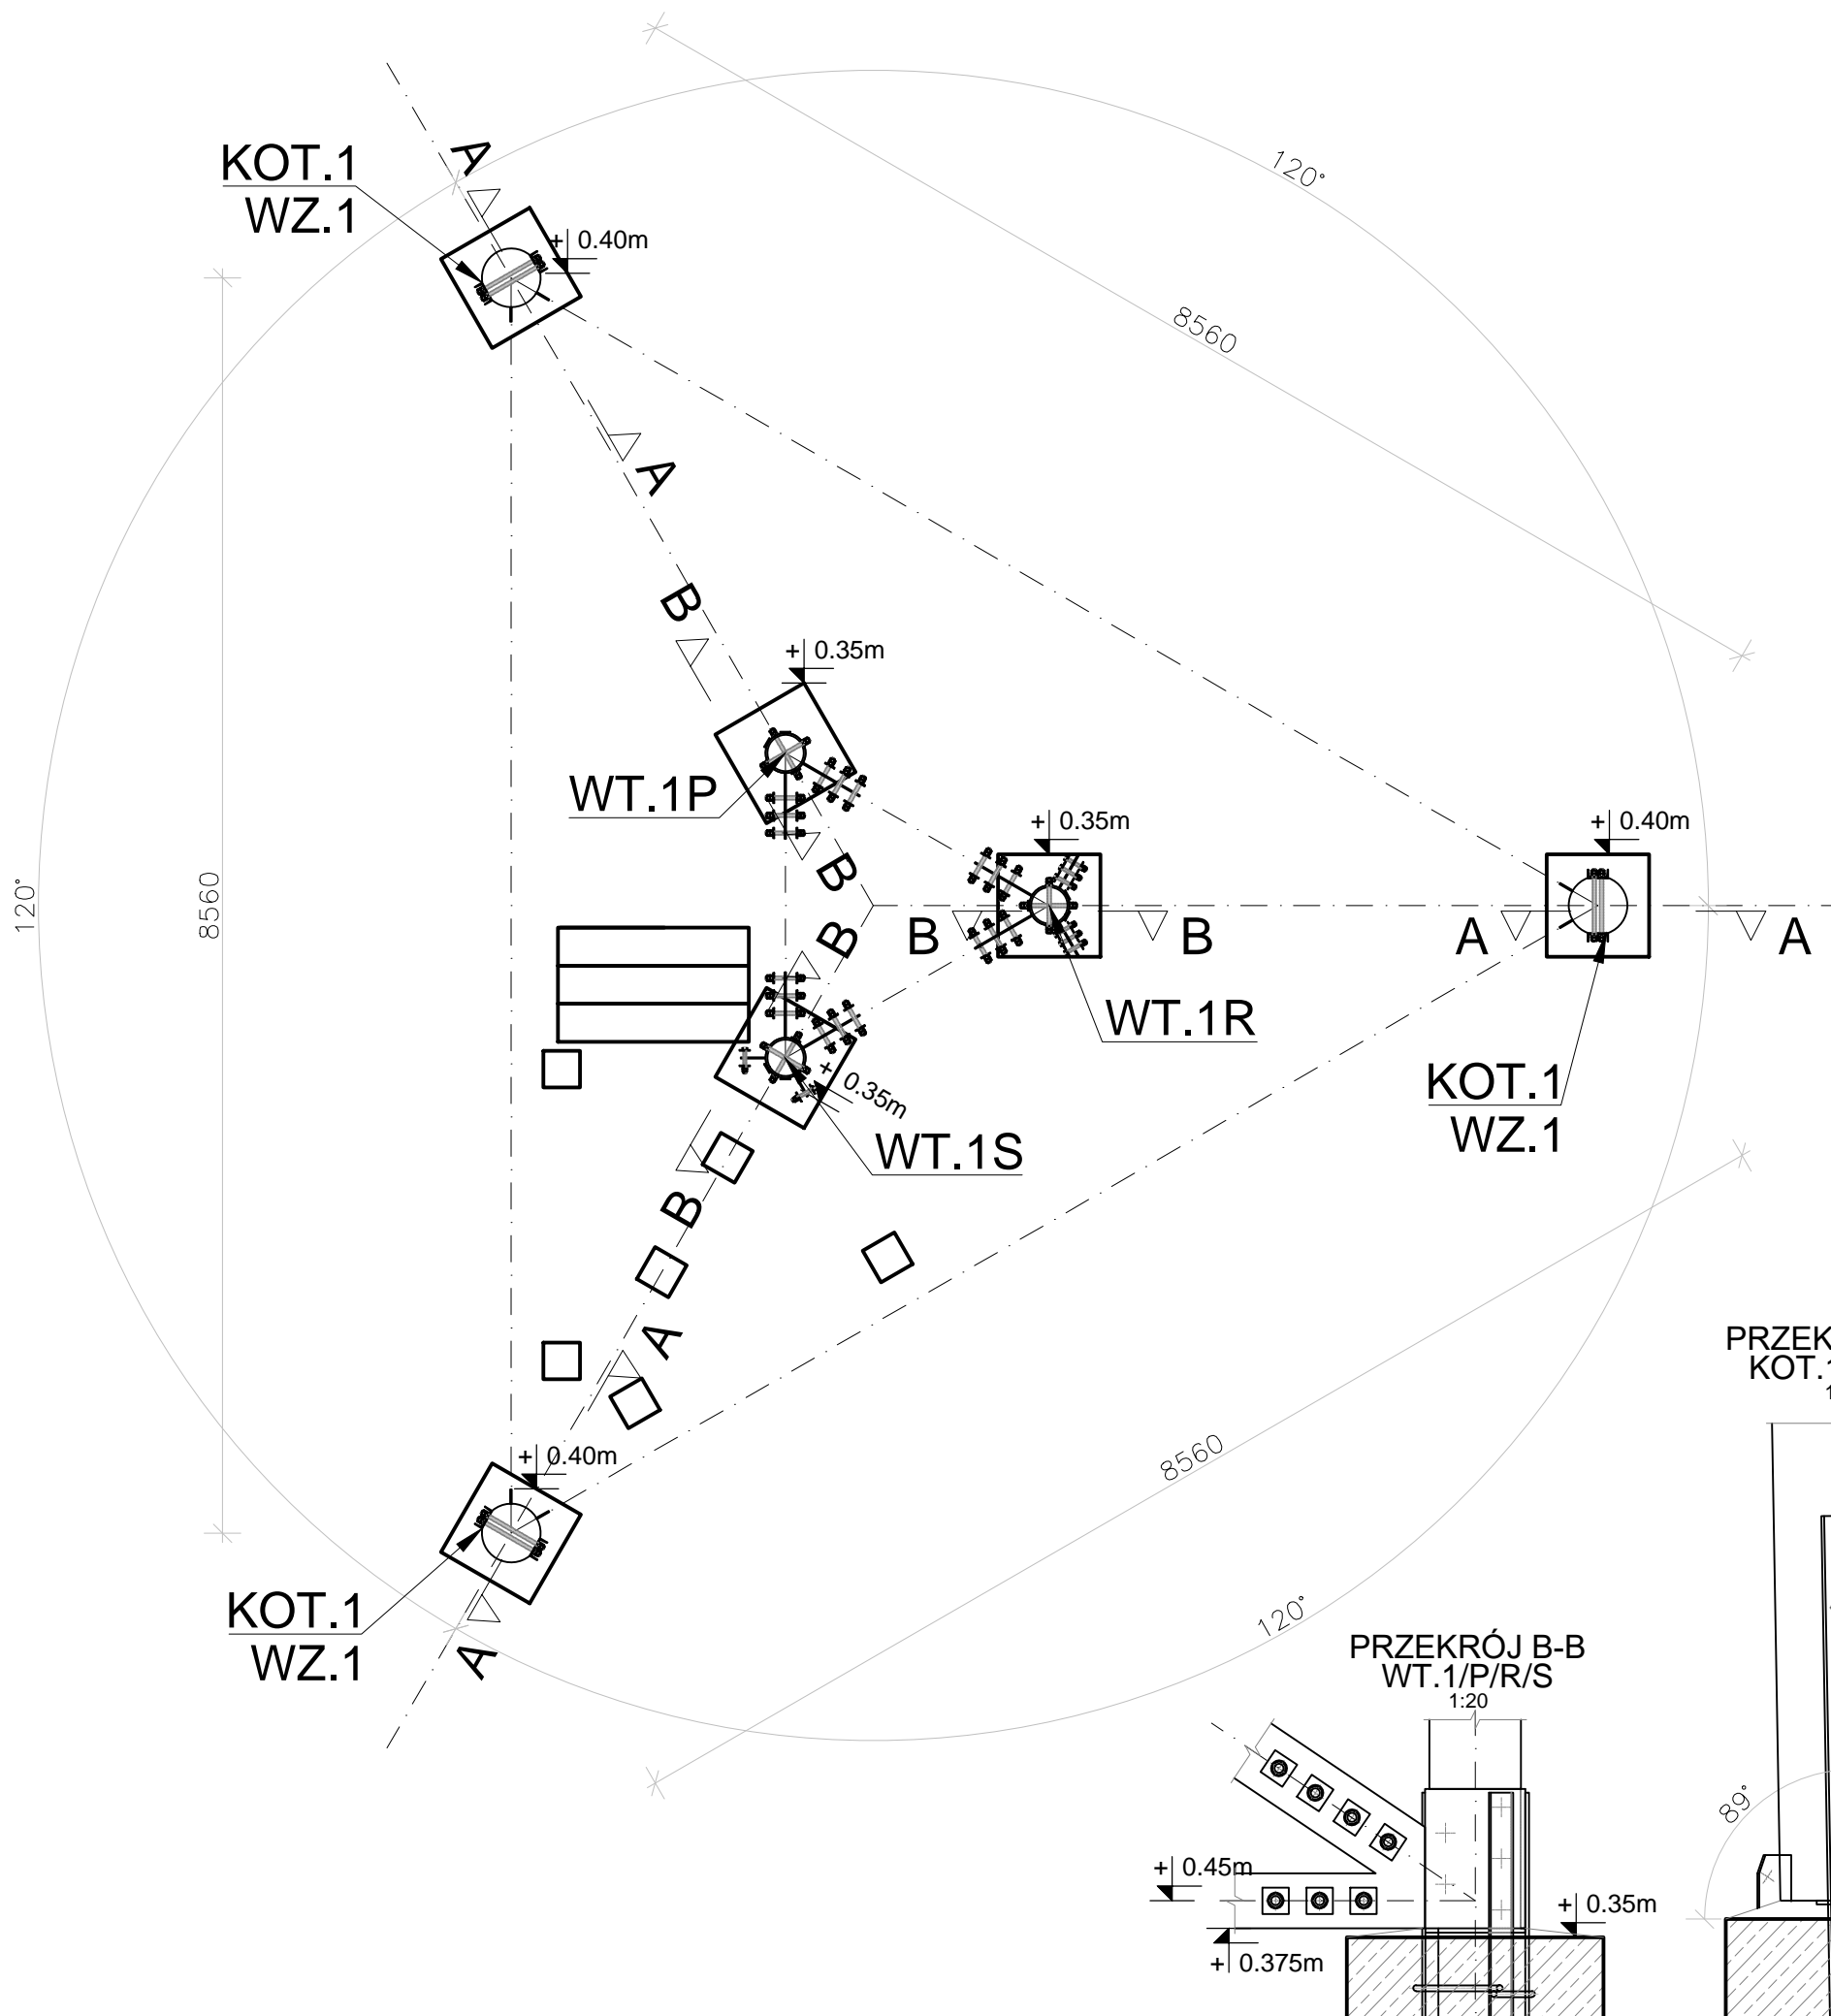 120°
A
KOT.1
WZ.1
+ 0.40m
8560
A
B
+ 0.35m
WT.1P
+ 0.35m
+ 0.40m
B
120°
8560
B
B
B
A
A
WT.1R
+ 0.35m
WT.1S
KOT.1
WZ.1
B
A
PRZEK
KOT.1
1
+ 0.40m
8560
KOT.1
WZ.1
A
120°
PRZEKRÓJ B-B
WT.1/P/R/S
1:20
89°
+ 0.45m
+ 0.35m
+ 0.375m